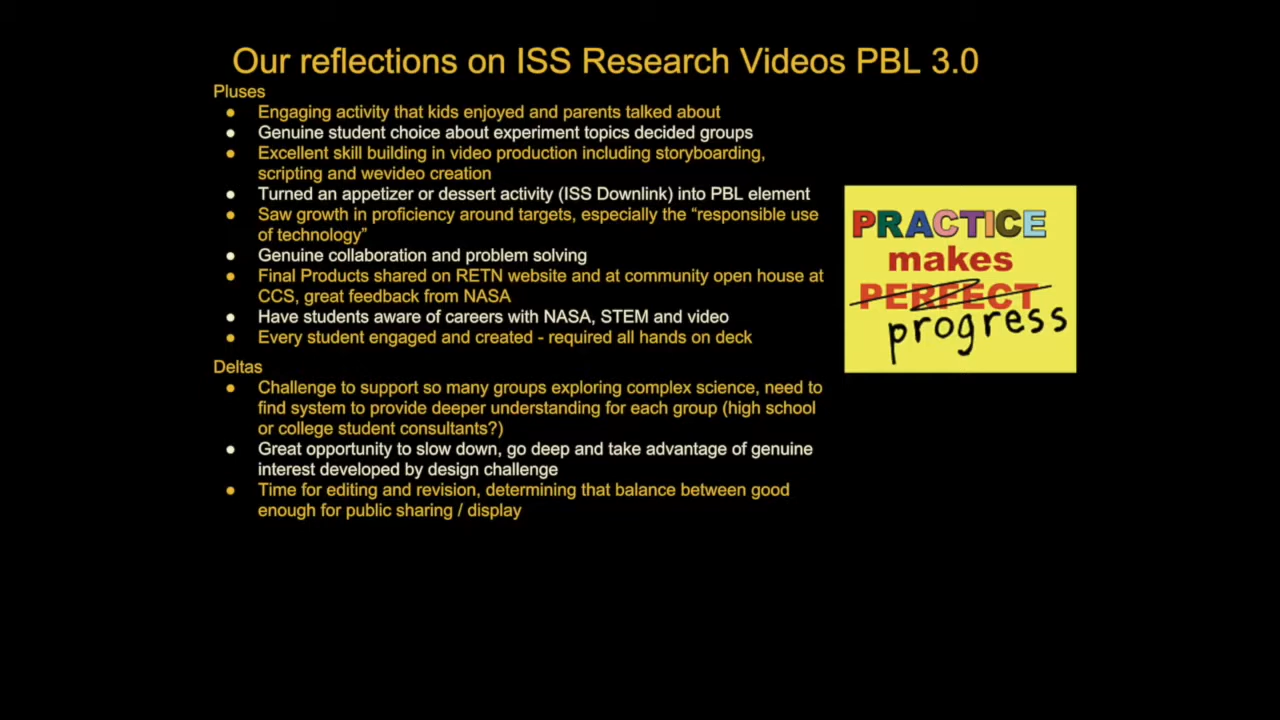 Our reflections on ISS Research Videos PBL 3.0
Pluses
● Engaging activity that kids enjoyed and parents talked about
● Genuine student choice about experiment topics decided groups
● Excellent skill building in video production including storyboarding,
scripting and wevideo creation
● Turned an appetizer or dessert activity (ISS Downlink) into PBL element
● Saw growth in proficiency around targets, especially the “responsible use
of technology”
● Genuine collaboration and problem solving
● Final Products shared on RETN website and at community open house at
CCS, great feedback from NASA
● Have students aware of careers with NASA, STEM and video
● Every student engaged and created - required all hands on deck
Deltas
● Challenge to support so many groups exploring complex science, need to
find system to provide deeper understanding for each group (high school
or college student consultants?)
● Great opportunity to slow down, go deep and take advantage of genuine
interest developed by design challenge
● Time for editing and revision, determining that balance between good
enough for public sharing / display
PRACTICE
makes
PERFECT
progress